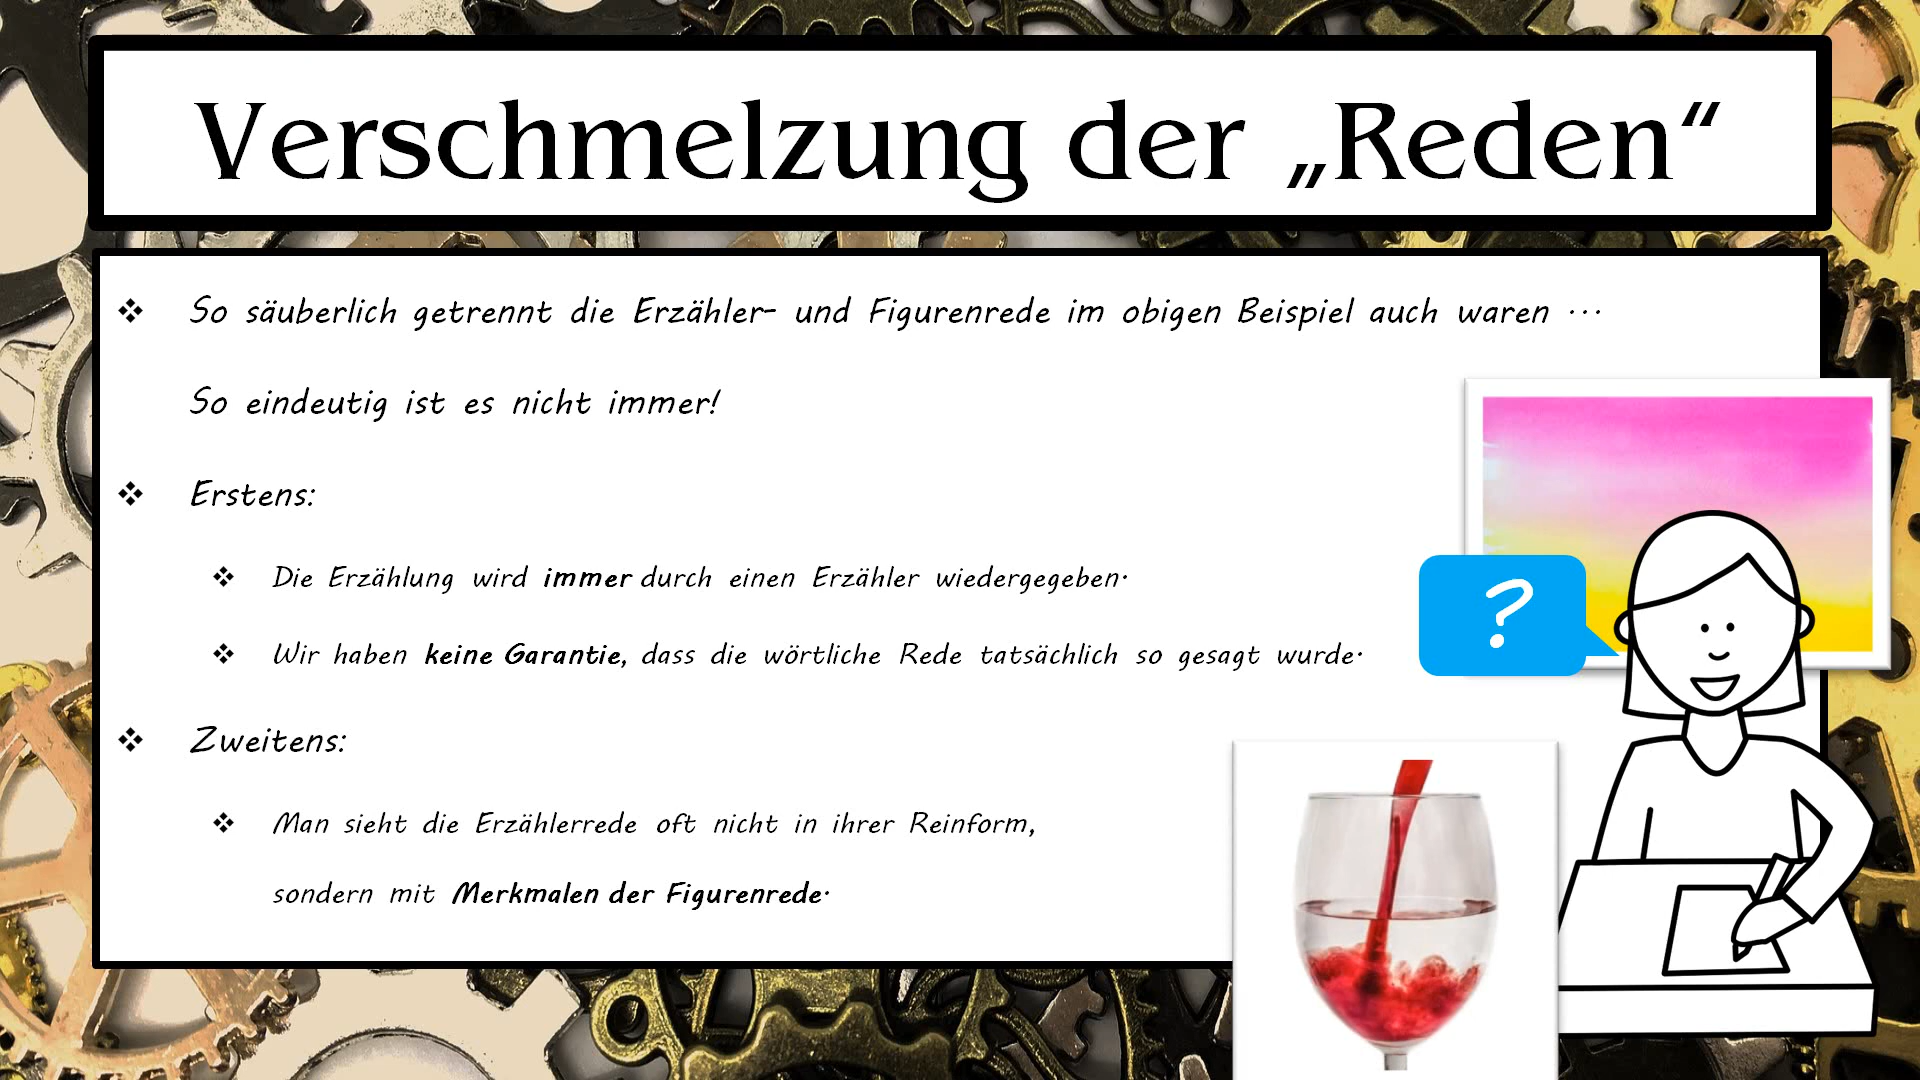 Verschmelzung der „Reden“
❖ So säuberlich getrennt die Erzähler- und Figurenrede im obigen Beispiel auch waren …
So eindeutig ist es nicht immer!
❖ Erstens:
❖ Die Erzählung wird immer durch einen Erzähler wiedergegeben.
❖ Wir haben keine Garantie, dass die wörtliche Rede tatsächlich so gesagt wurde.
?
❖ Zweitens:
❖ Man sieht die Erzählerrede oft nicht in ihrer Reinform,
sondern mit Merkmalen der Figurenrede.